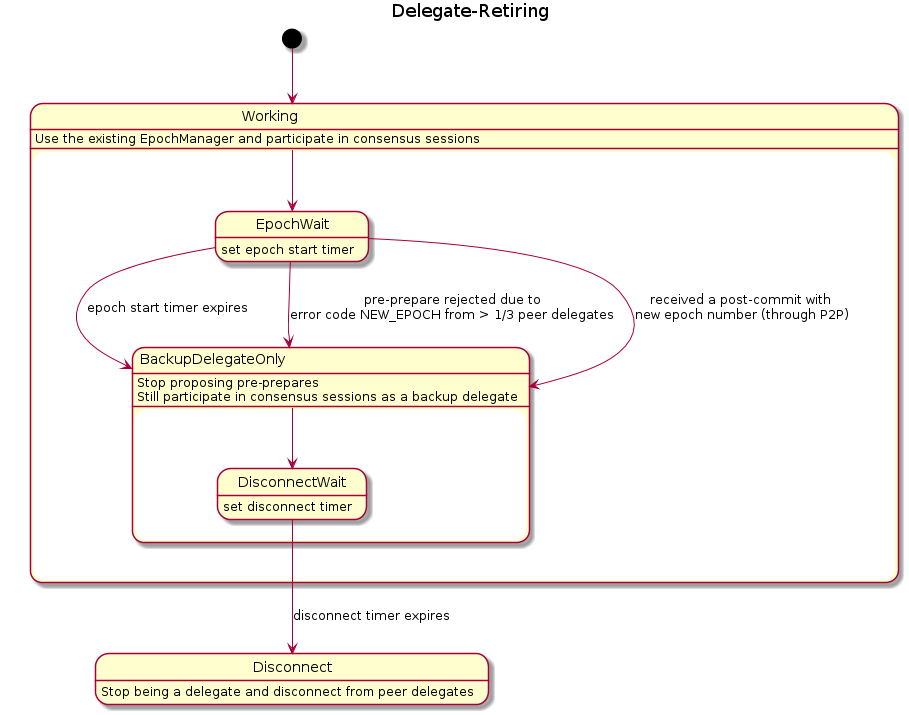 Delegate-Retiring
Working
Use the existing EpochManager and participate in consensus sessions
EpochWait
set epoch start timer
epoch start timer expires
pre-prepare rejected due to
error code NEW_EPOCH from > 1/3 peer delegates
received a post-commit with
new epoch number (through P2P)
BackupDelegateOnly
Stop proposing pre-prepares
Still participate in consensus sessions as a backup delegate
DisconnectWait
set disconnect timer
disconnect timer expires
Disconnect
Stop being a delegate and disconnect from peer delegates